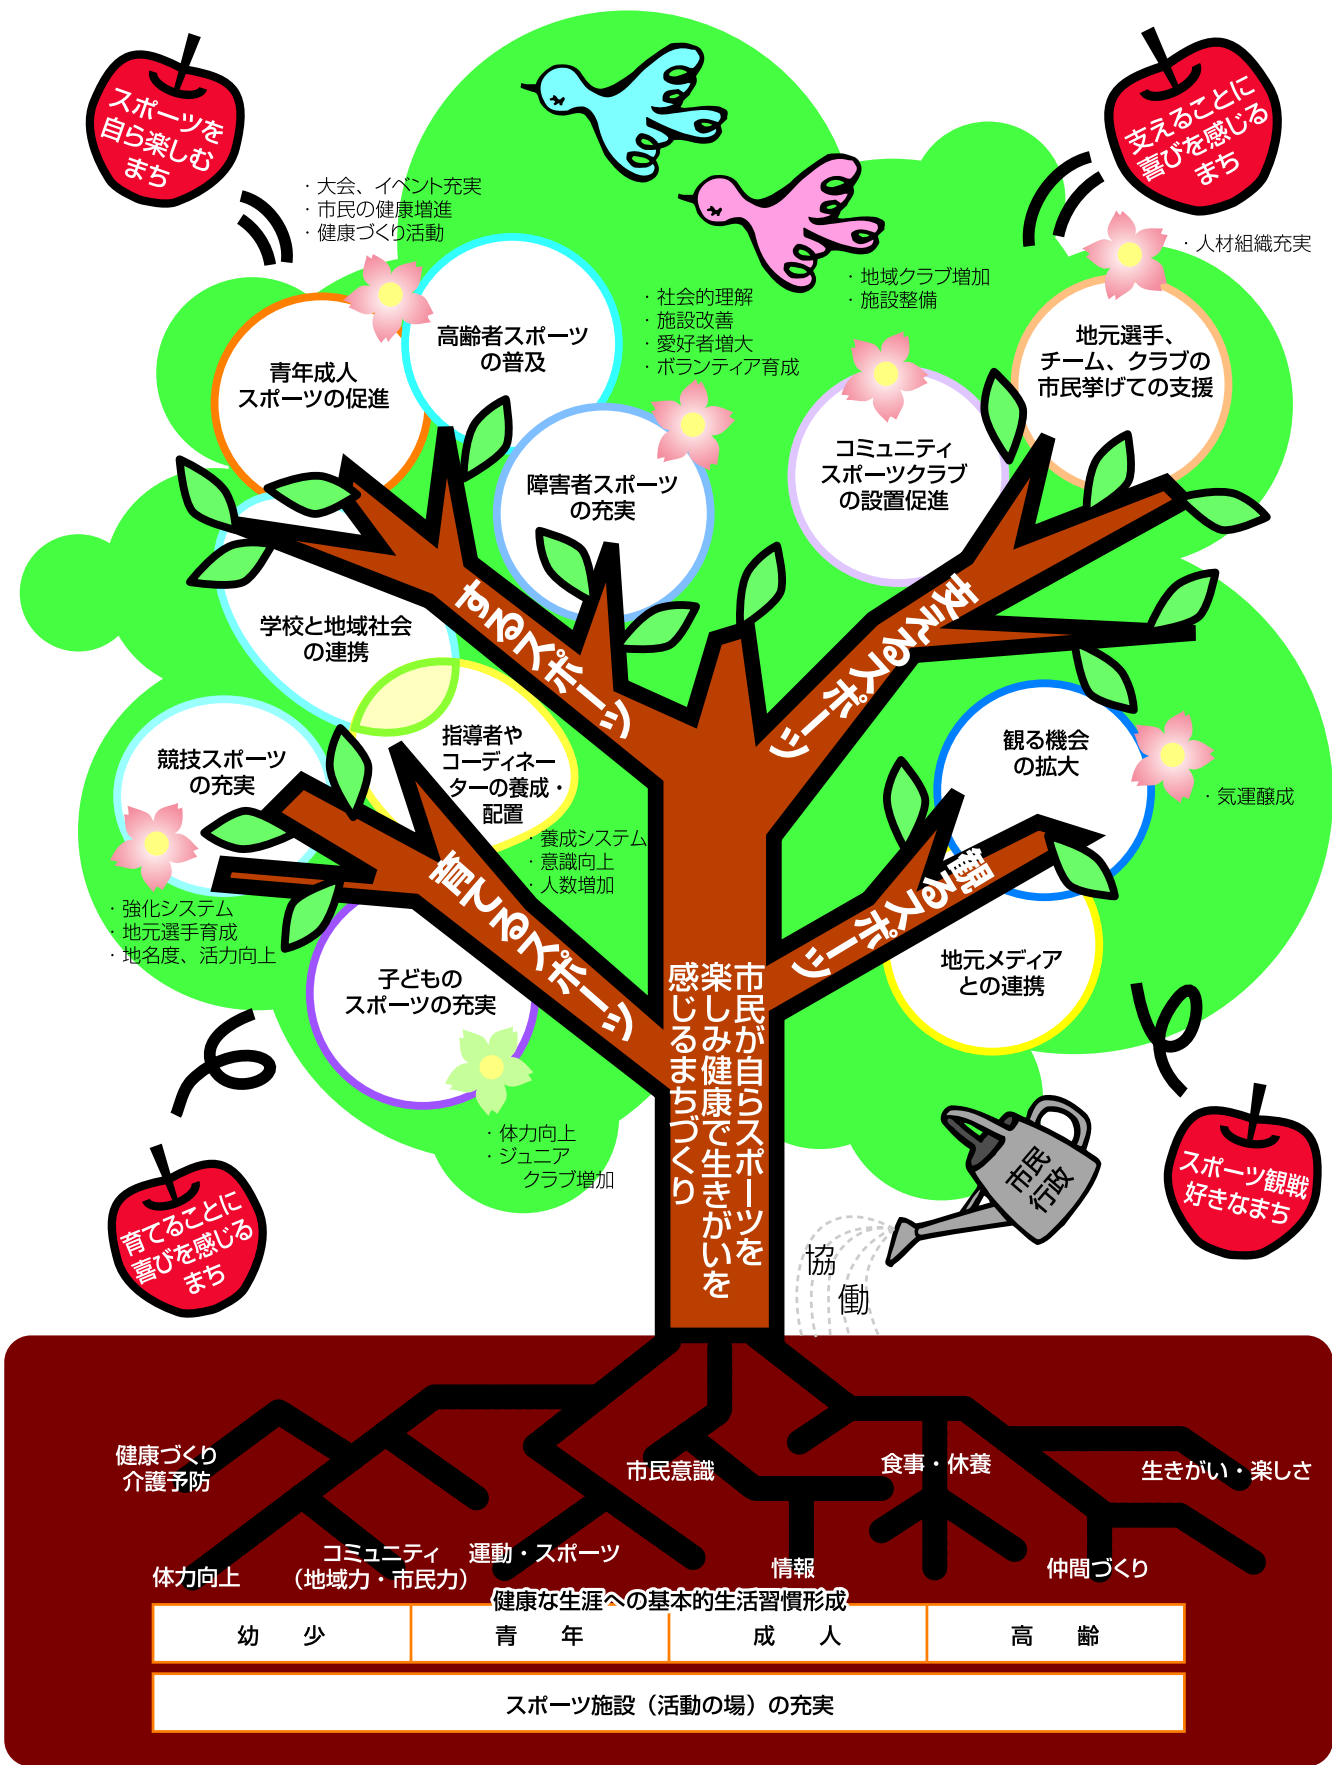 スポーツを
自ら楽しむ
まち
支えることに
喜びを感じる
まち
・大会、イベント充実
・市民の健康増進
・健康づくり活動
・人材組織充実
・社会的理解
・施設改善
・愛好者増大
・ボランティア育成
・地域クラブ増加
・施設整備
青年成人
スポーツの促進
高齢者スポーツ
の普及
地元選手、
チーム、クラブの
市民挙げての支援
障害者スポーツ
の充実
コミュニティ
スポーツクラブ
の設置促進
学校と地域社会
の連携
するスポーツ
支えるスポーツ
競技スポーツ
の充実
指導者や
コーディネー
ターの養成・
配置
観る機会
の拡大
・気運醸成
・養成システム
・意識向上
・人数増加
育てるスポーツ
観るスポーツ
・強化システム
・地元選手育成
・地名度、活力向上
子どもの
スポーツの充実
地元メディア
との連携
市民が自らスポーツを
楽しみ健康で生きがいを
感じるまちづくり
・体力向上
・ジュニア
クラブ増加
市民
行政
協
働
育てることに
喜びを感じる
まち
スポーツ観戦
好きなまち
健康づくり
介護予防
市民意識
食事・休養
生きがい・楽しさ
体力向上
コミュニティ
（地域力・市民力）
運動・スポーツ
情報
仲間づくり
健康な生涯への基本的生活習慣形成
幼　少
青　年
成　人
高　齢
スポーツ施設（活動の場）の充実